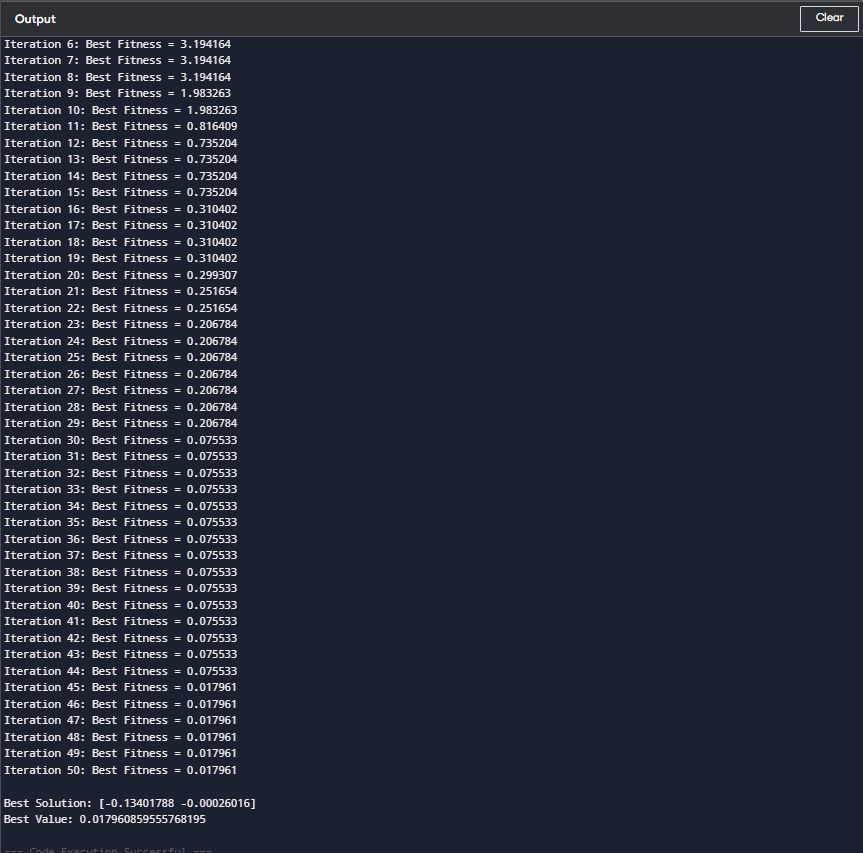 Output
Clear
Iteration 6: Best Fitness = 3.194164
Iteration 7: Best Fitness = 3.194164
Iteration 8: Best Fitness = 3.194164
Iteration 9: Best Fitness = 1.983263
Iteration 10: Best Fitness = 1.983263
Iteration 11: Best Fitness = 0.816409
Iteration 12: Best Fitness = 0.735204
Iteration 13: Best Fitness = 0.735204
Iteration 14: Best Fitness = 0.735204
Iteration 15: Best Fitness = 0.735204
Iteration 16: Best Fitness = 0.310402
Iteration 17: Best Fitness = 0.310402
Iteration 18: Best Fitness = 0.310402
Iteration 19: Best Fitness = 0.310402
Iteration 20: Best Fitness = 0.299307
Iteration 21: Best Fitness = 0.251654
Iteration 22: Best Fitness = 0.251654
Iteration 23: Best Fitness = 0.206784
Iteration 24: Best Fitness = 0.206784
Iteration 25: Best Fitness = 0.206784
Iteration 26: Best Fitness = 0.206784
Iteration 27: Best Fitness = 0.206784
Iteration 28: Best Fitness = 0.206784
Iteration 29: Best Fitness = 0.206784
Iteration 30: Best Fitness = 0.075533
Iteration 31: Best Fitness = 0.075533
Iteration 32: Best Fitness = 0.075533
Iteration 33: Best Fitness = 0.075533
Iteration 34: Best Fitness = 0.075533
Iteration 35: Best Fitness = 0.075533
Iteration 36: Best Fitness = 0.075533
Iteration 37: Best Fitness = 0.075533
Iteration 38: Best Fitness = 0.075533
Iteration 39: Best Fitness = 0.075533
Iteration 40: Best Fitness = 0.075533
Iteration 41: Best Fitness = 0.075533
Iteration 42: Best Fitness = 0.075533
Iteration 43: Best Fitness = 0.075533
Iteration 44: Best Fitness = 0.075533
Iteration 45: Best Fitness = 0.017961
Iteration 46: Best Fitness = 0.017961
Iteration 47: Best Fitness = 0.017961
Iteration 48: Best Fitness = 0.017961
Iteration 49: Best Fitness = 0.017961
Iteration 50: Best Fitness = 0.017961
Best Solution: [-0.13401788 -0.00026016]
Best Value: 0.017960859555768195
=== Code Execution Successful ===